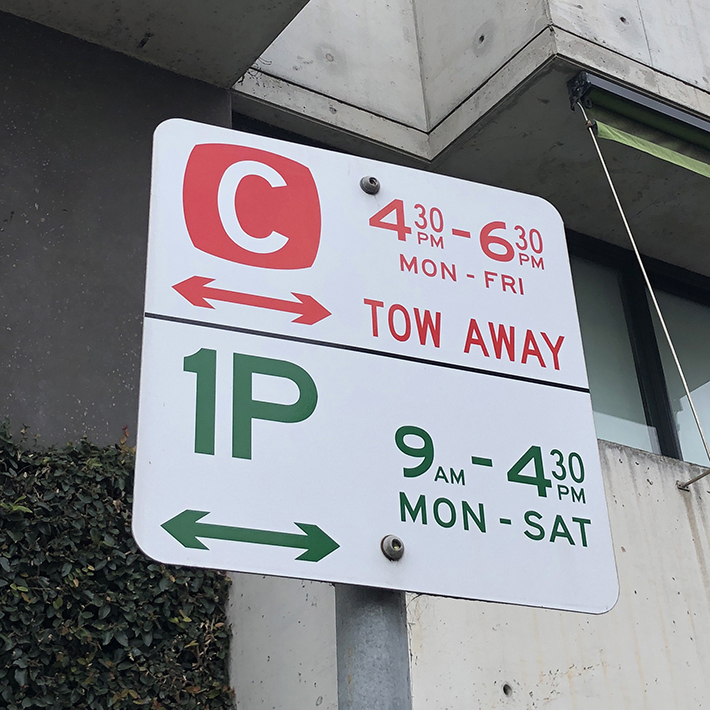 C 430PM - 630PM
MON - FRI
TOW AWAY
1P
9AM - 430PM
MON - SAT